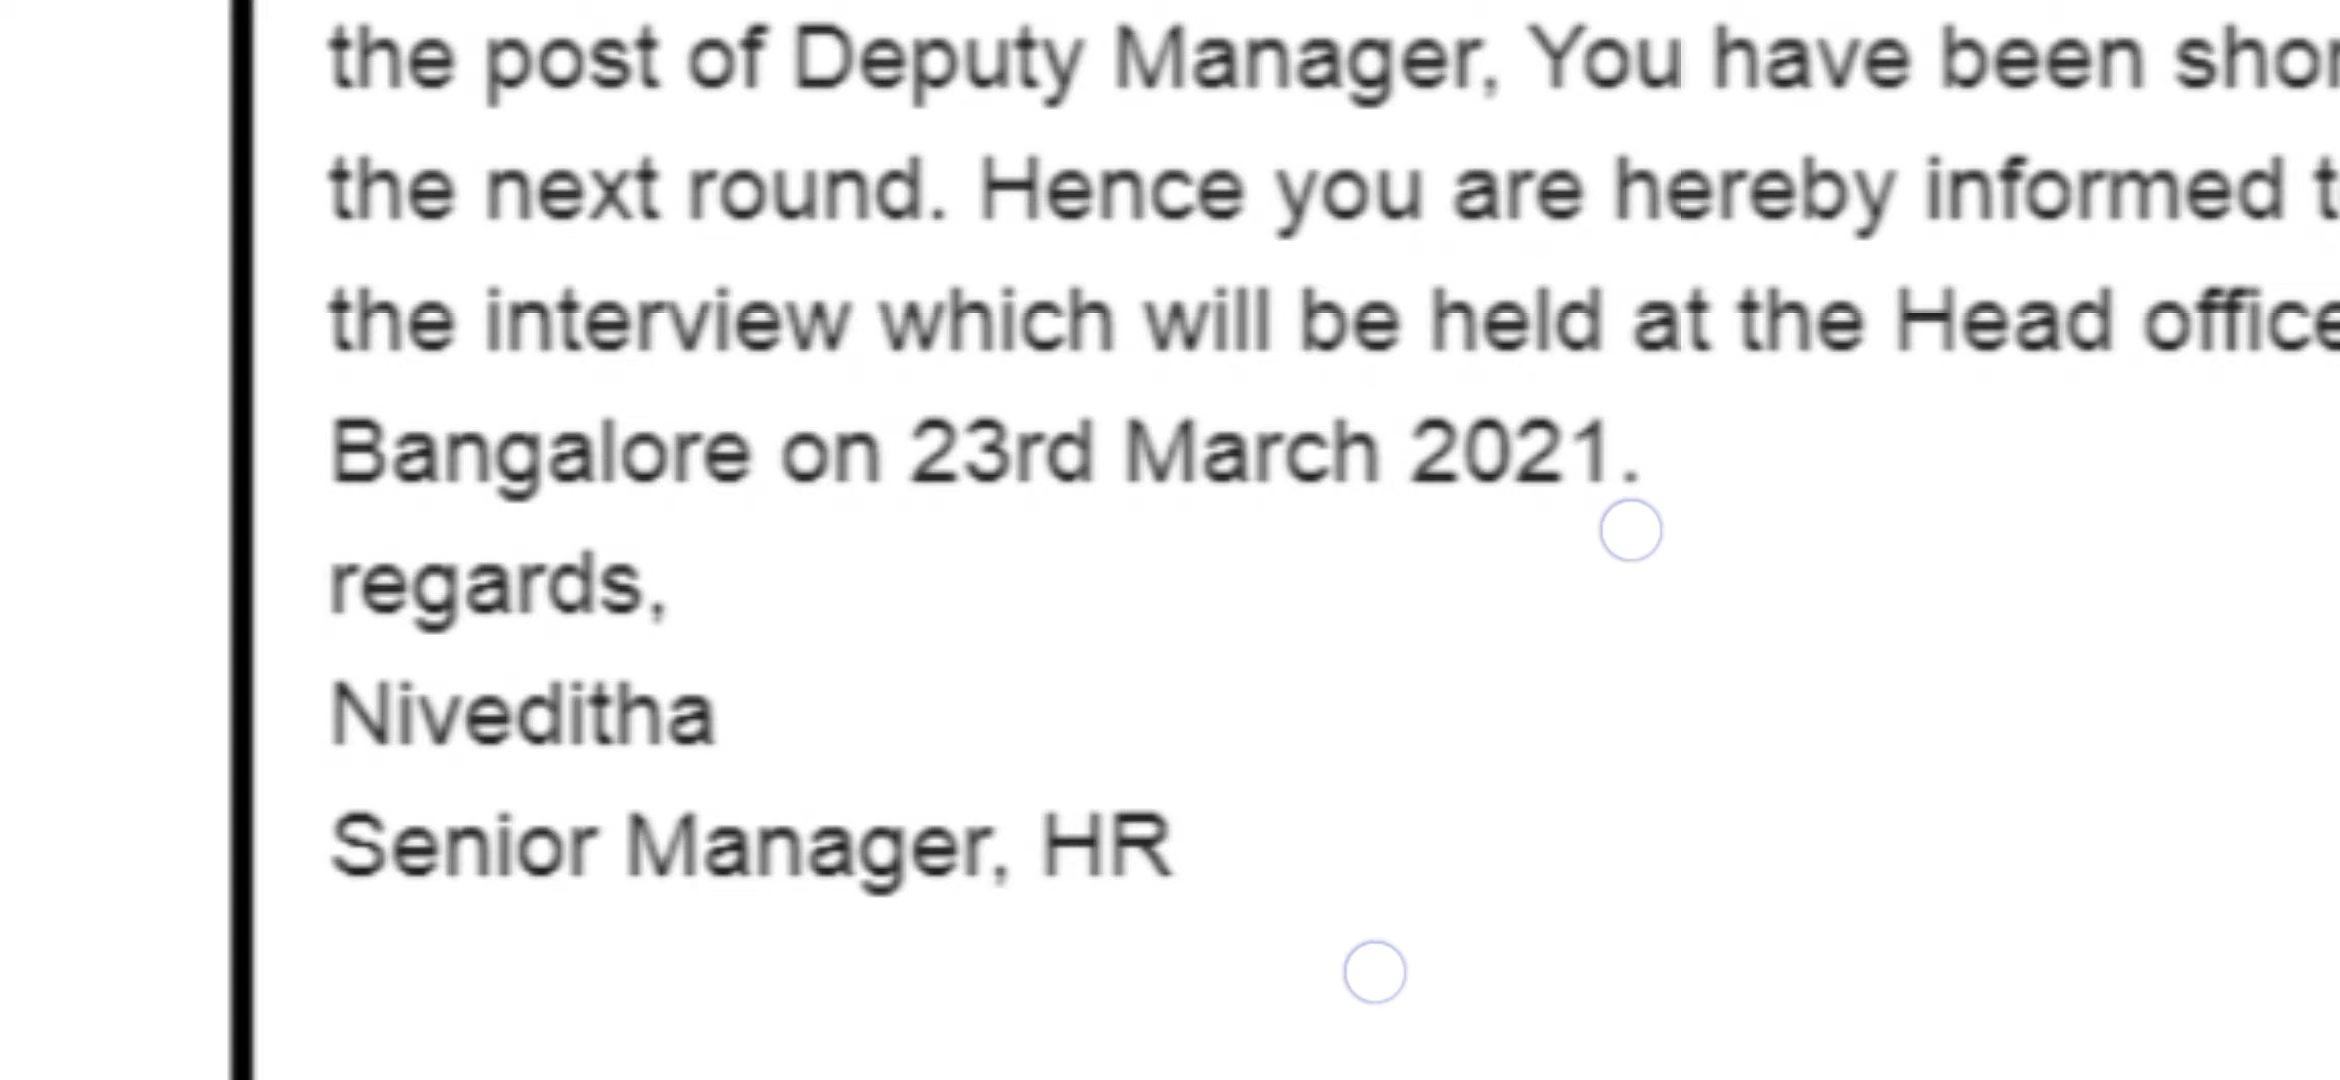 the post of Deputy Manager, You have been shor
the next round. Hence you are hereby informed t
the interview which will be held at the Head office
Bangalore on 23rd March 2021.
regards,
Niveditha
Senior Manager, HR